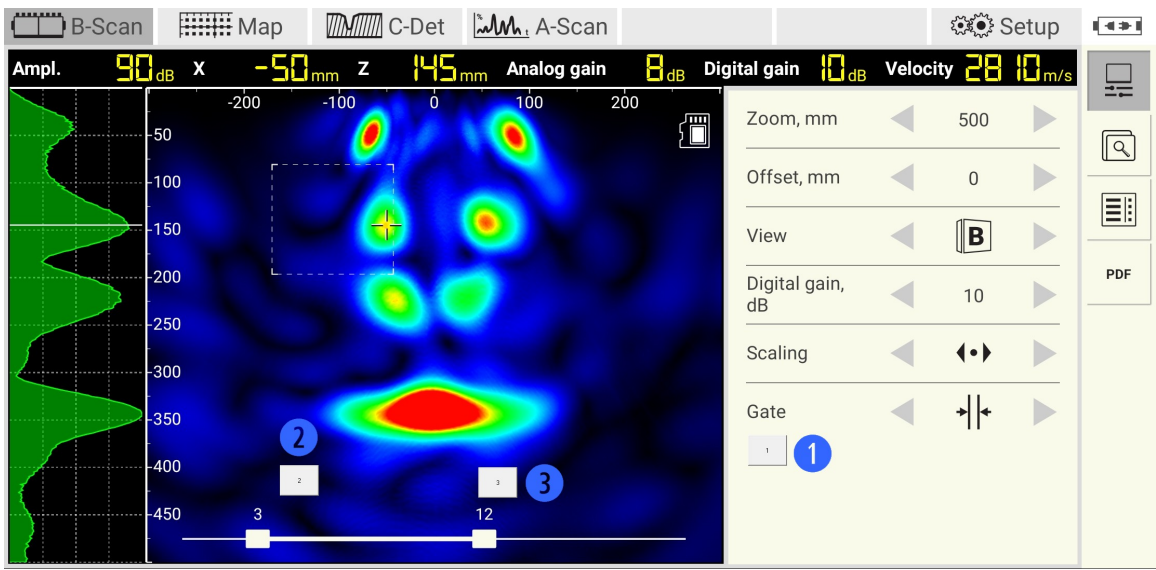 B-Scan Map C-Det % t A-Scan Setup
Ampl. 90 dB X -50 mm Z 145 mm Analog gain 8 dB Digital gain 10 dB Velocity 2810 m/s
-200 -100 0 100 200
50
100
150
200
250
300
350
400
450
Zoom, mm 500
Offset, mm 0
View B
Digital gain, dB 10
Scaling
Gate
1 1
2
2
3 3
3 12
PDF